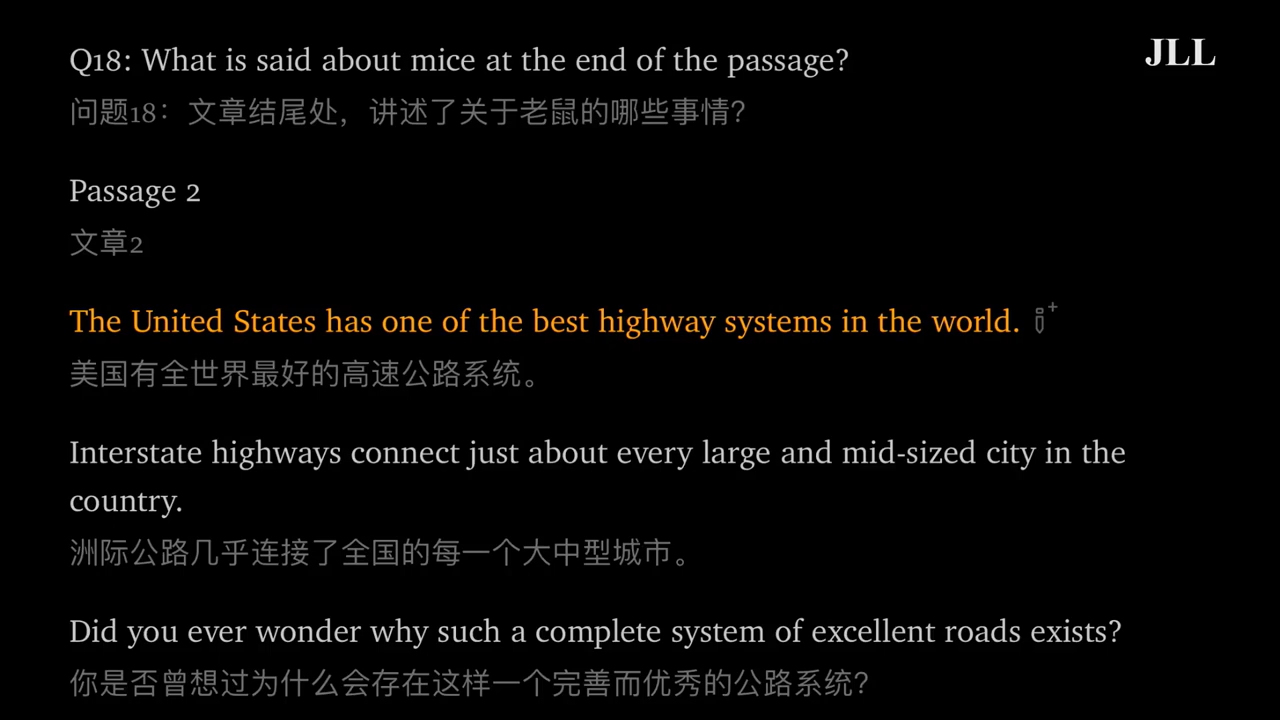 Q18: What is said about mice at the end of the passage?
JLL
问题18：文章结尾处，讲述了关于老鼠的哪些事情？
Passage 2
文章2
The United States has one of the best highway systems in the world.
美国有全世界最好的高速公路系统。
Interstate highways connect just about every large and mid-sized city in the
country.
洲际公路几乎连接了全国的每一个大中型城市。
Did you ever wonder why such a complete system of excellent roads exists?
你是否曾想过为什么会存在这样一个完善而优秀的公路系统？